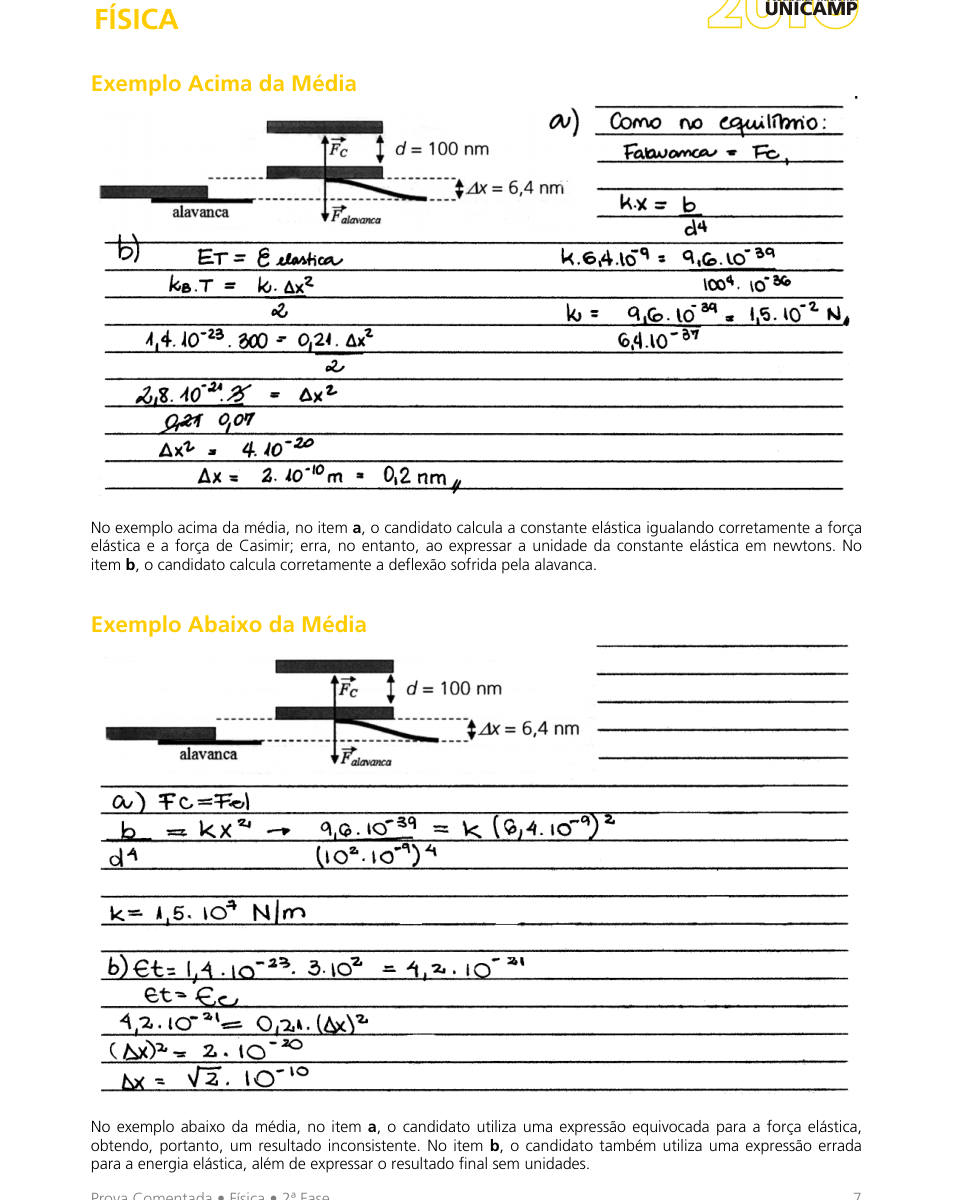 FÍSICA
UNICAMP
Exemplo Acima da Média
Fc
d = 100 nm
Δx = 6,4 nm
alavanca
Falavanca
a) Como no equilíbrio:
Falavanca = Fc,
k.x = b
d4
k.6,4.10-9 = 9,6.10-39
1004. 10-36
k = 9,6.10-39 = 1,5.10-2 N,
6,4.10-37
b) ET = E elastica
kB.T = k. Δx2
2
1,4.10-23. 300 = 0,21. Δx2
2
2,8.10-21.3 = Δx2
0,21 0,07
Δx2 = 4.10-20
Δx = 2. 10-10 m = 0,2 nm
No exemplo acima da média, no item a, o candidato calcula a constante elástica igualando corretamente a força
elástica e a força de Casimir; erra, no entanto, ao expressar a unidade da constante elástica em newtons. No
item b, o candidato calcula corretamente a deflexão sofrida pela alavanca.
Exemplo Abaixo da Média
Fc
d = 100 nm
Δx = 6,4 nm
alavanca
Falavanca
a) Fc=Fel
b = kx2 → 9,6.10-39 = k (6,4.10-9)2
d4 (102.10-9)4
k= 1,5. 107 N/m
b) Et= 1,4.10-23. 3.102 = 4,2.10-21
Et= Ee
4,2.10-21= 0,21.(Δx)2
(Δx)2= 2.10-20
Δx = √2. 10-10
No exemplo abaixo da média, no item a, o candidato utiliza uma expressão equivocada para a força elástica,
obtendo, portanto, um resultado inconsistente. No item b, o candidato também utiliza uma expressão errada
para a energia elástica, além de expressar o resultado final sem unidades.
Prova Comentada • Física • 2ª Fase 7